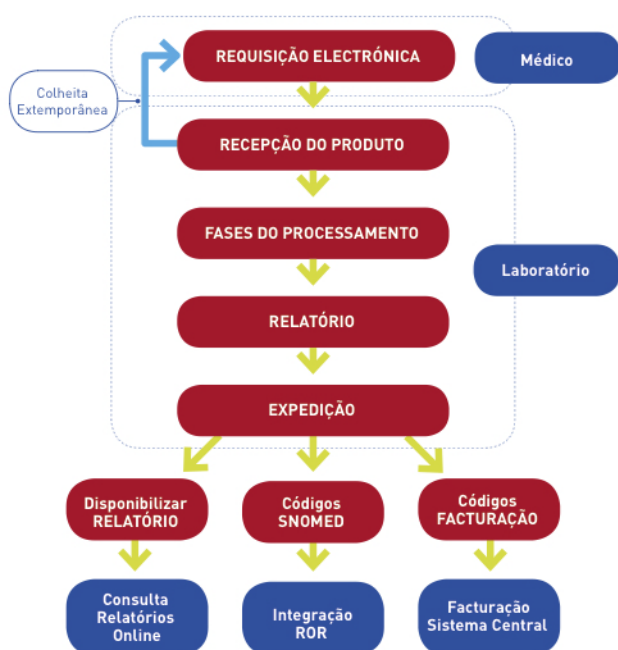 REQUISIÇÃO ELECTRÓNICA
Médico
Colheita
Extemporânea
RECEPÇÃO DO PRODUTO
FASES DO PROCESSAMENTO
Laboratório
RELATÓRIO
EXPEDIÇÃO
Disponibilizar
RELATÓRIO
Códigos
SNOMED
Códigos
FACTURAÇÃO
Consulta
Relatórios
Online
Integração
ROR
Facturação
Sistema Central